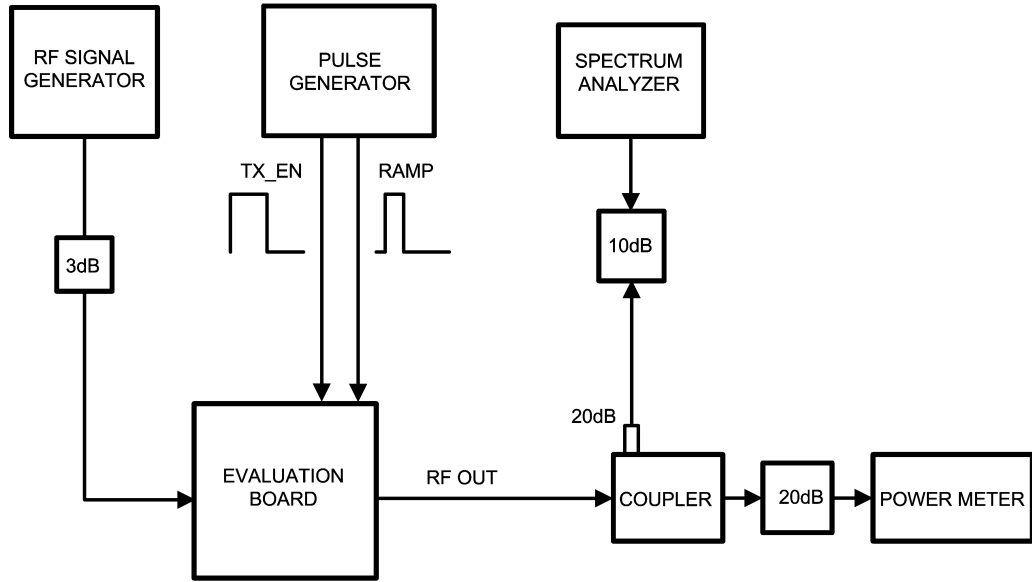 RF SIGNAL
GENERATOR
PULSE
GENERATOR
SPECTRUM
ANALYZER
TX_EN
RAMP
3dB
10dB
20dB
EVALUATION
BOARD
RF OUT
COUPLER
20dB
POWER METER